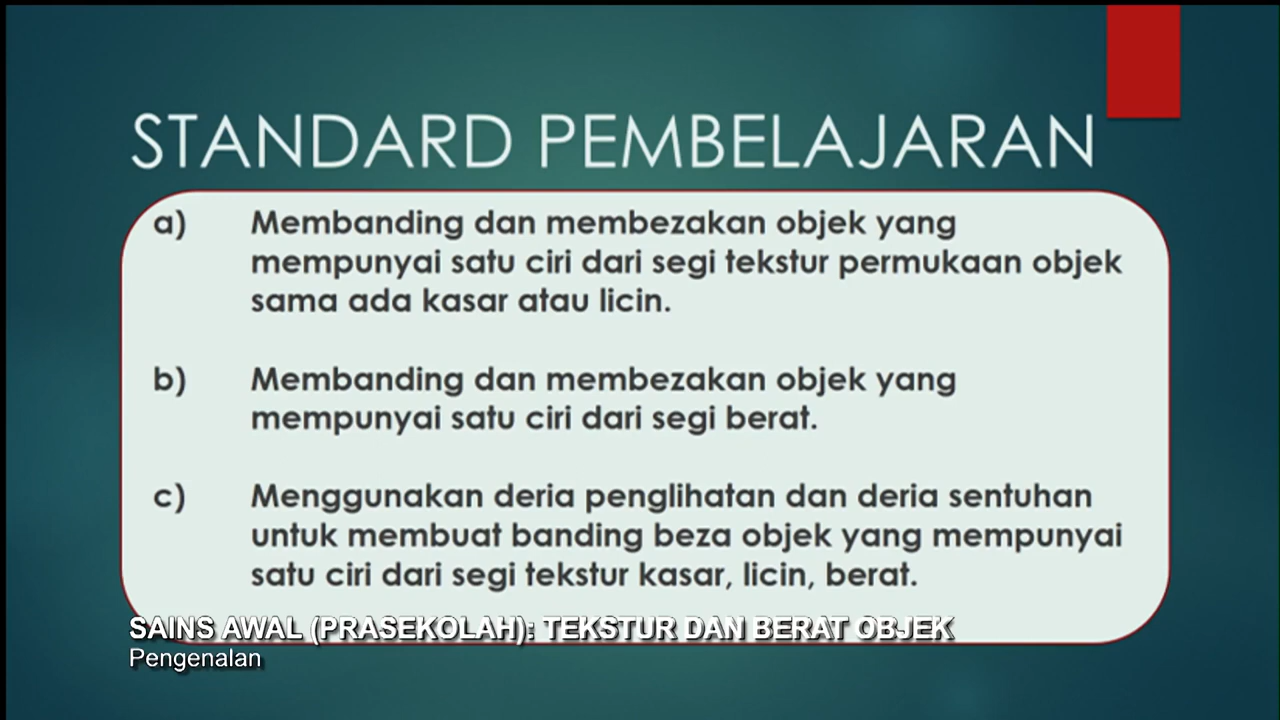 STANDARD PEMBELAJARAN
a) Membanding dan membezakan objek yang
mempunyai satu ciri dari segi tekstur permukaan objek
sama ada kasar atau licin.
b) Membanding dan membezakan objek yang
mempunyai satu ciri dari segi berat.
c) Menggunakan deria penglihatan dan deria sentuhan
untuk membuat banding beza objek yang mempunyai
satu ciri dari segi tekstur kasar, licin, berat.
SAINS AWAL (PRASEKOLAH): TEKSTUR DAN BERAT OBJEK
Pengenalan